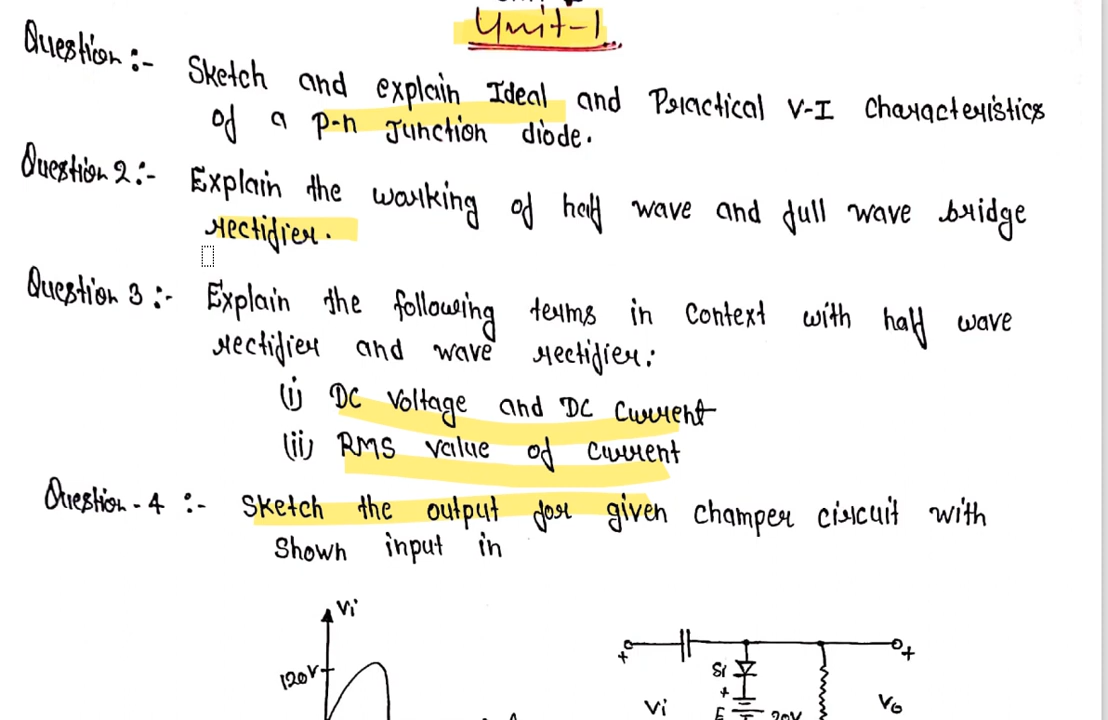 Unit-1
Question :- Sketch and explain Ideal and Practical V-I Characteristics
of a p-n Junction diode.
Question 2 :- Explain the working of half wave and full wave bridge
rectifier.
Question 3 :- Explain the following terms in Context with half wave
rectifier and wave rectifier:
(i) DC Voltage and DC Current
(ii) RMS value of Current
Question - 4 :- Sketch the output for given champer circuit with
Shown input in
Vi
120V
+
Si
+
Vi
E
20V
+
Vo